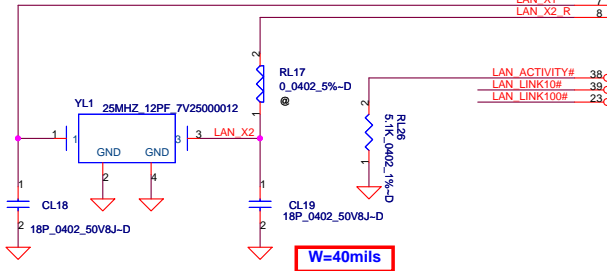 LAN_X1 7
LAN_X2_R 8
2
RL17
0_0402_5%~D
@
1
LAN_ACTIVITY# 38
LAN_LINK10# 39
LAN_LINK100# 23
YL1 25MHZ_12PF_7V25000012
1 1 GND GND 3 3 LAN_X2
2 4
2
RL26
5.1K_0402_1%~D
1
1
CL18
2
18P_0402_50V8J~D
1
CL19
2
18P_0402_50V8J~D
W=40mils